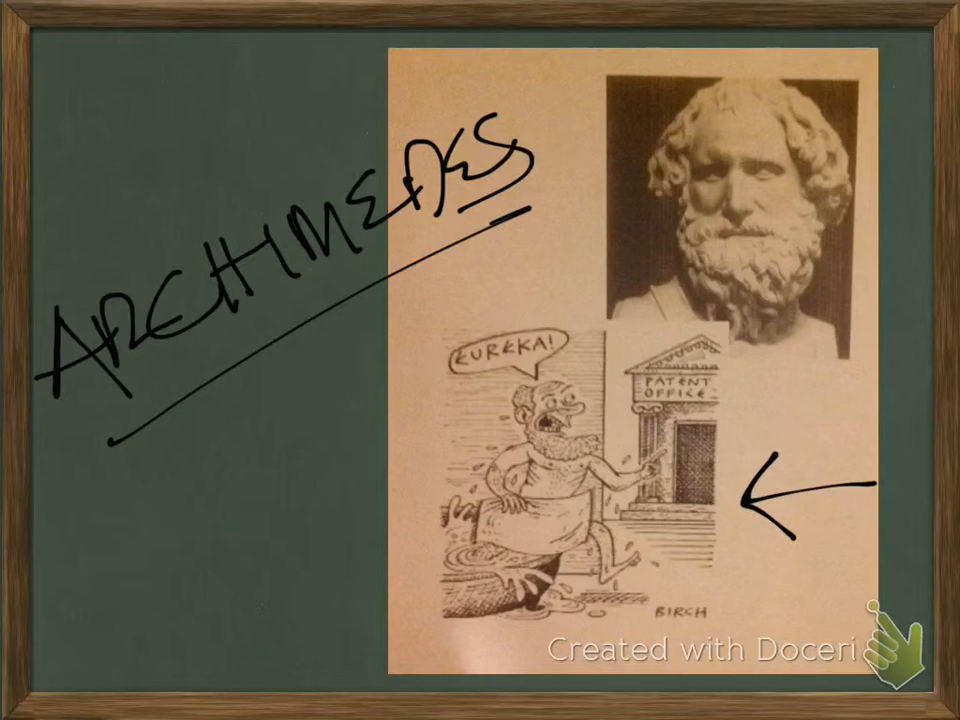 ARCHIMEDES
EUREKA!
PATENT
OFFICE
BIRCH
Created with Doceri